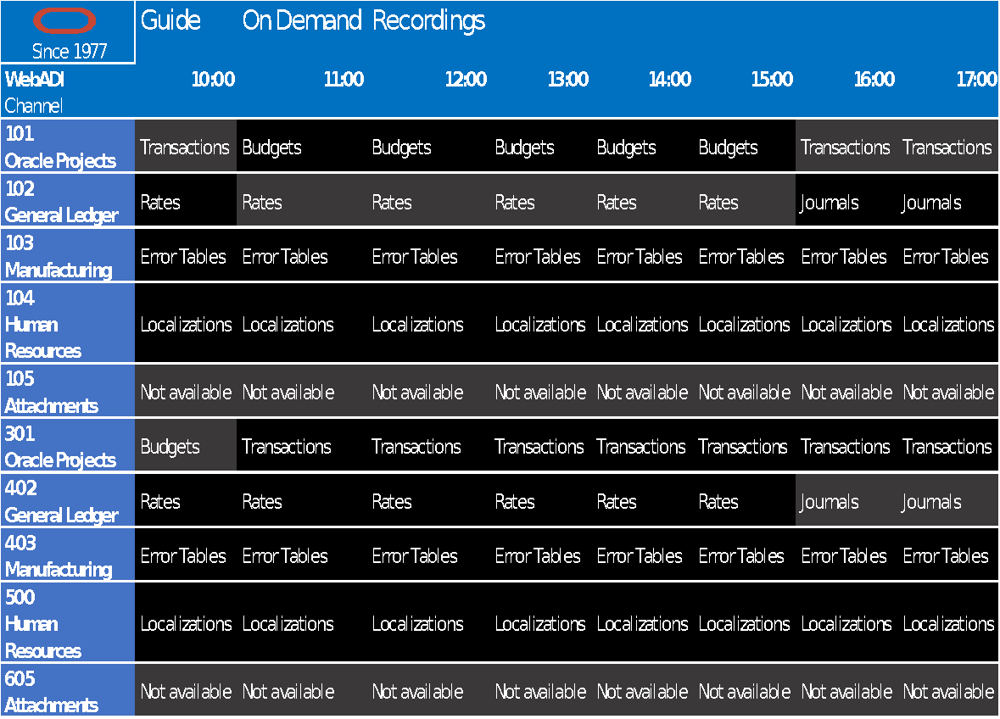 Guide On Demand Recordings
Since 1977
WebADI 10:00 11:00 12:00 13:00 14:00 15:00 16:00 17:00
Channel
101
Oracle Projects Transactions Budgets Budgets Budgets Budgets Budgets Transactions Transactions
102
General Ledger Rates Rates Rates Rates Rates Rates Journals Journals
103
Manufacturing Error Tables Error Tables Error Tables Error Tables Error Tables Error Tables Error Tables Error Tables
104
Human Localizations Localizations Localizations Localizations Localizations Localizations Localizations Localizations
Resources
105
Attachments Not available Not available Not available Not available Not available Not available Not available Not available
301
Oracle Projects Budgets Transactions Transactions Transactions Transactions Transactions Transactions Transactions
402
General Ledger Rates Rates Rates Rates Rates Rates Journals Journals
403
Manufacturing Error Tables Error Tables Error Tables Error Tables Error Tables Error Tables Error Tables Error Tables
500
Human Localizations Localizations Localizations Localizations Localizations Localizations Localizations Localizations
Resources
605
Attachments Not available Not available Not available Not available Not available Not available Not available Not available